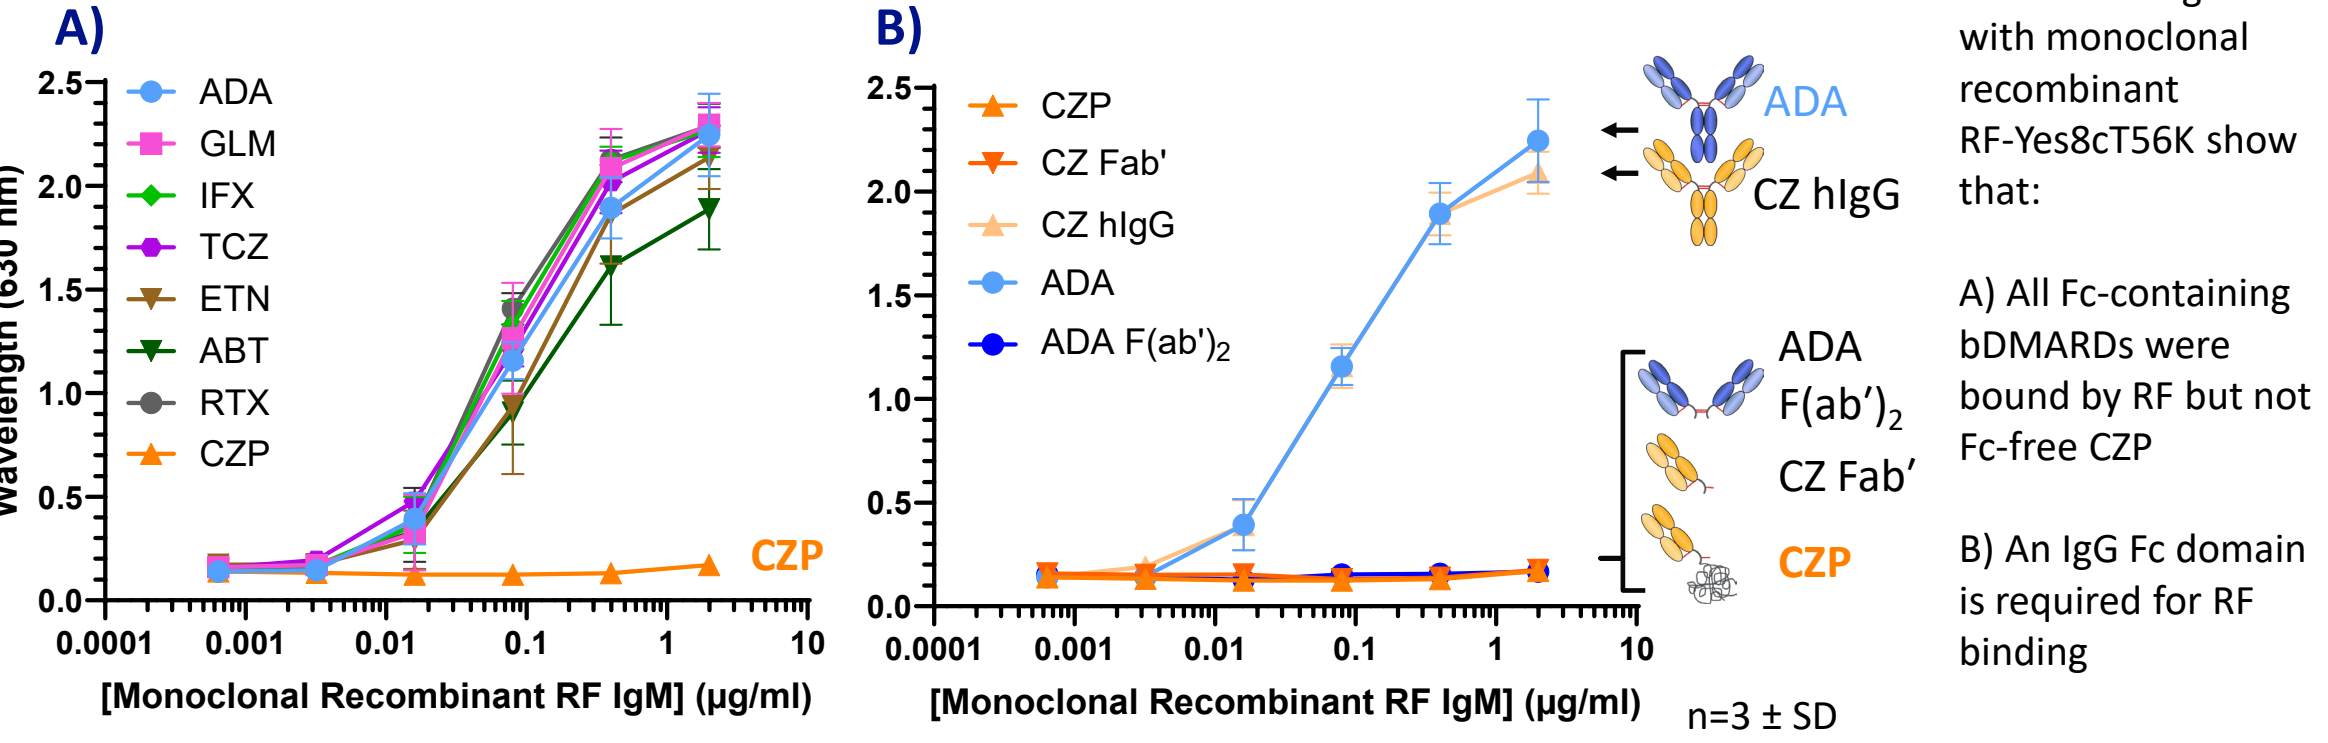 A)
2.5
2.0
1.5
1.0
0.5
0.0
ADA
GLM
IFX
TCZ
ETN
ABT
RTX
CZP
CZP
(630 nm)
0.0001 0.001 0.01 0.1 1 10
[Monoclonal Recombinant RF IgM] (µg/ml)
B)
2.5
2.0
1.5
1.0
0.5
0.0
CZP
CZ Fab'
CZ hIgG
ADA
ADA F(ab')2
0.0001 0.001 0.01 0.1 1 10
[Monoclonal Recombinant RF IgM] (µg/ml)
ADA
CZ hIgG
ADA
F(ab′)2
CZ Fab′
CZP
n=3 ± SD
with monoclonal
recombinant
RF-Yes8cT56K show
that:
A) All Fc-containing
bDMARDs were
bound by RF but not
Fc-free CZP
B) An IgG Fc domain
is required for RF
binding